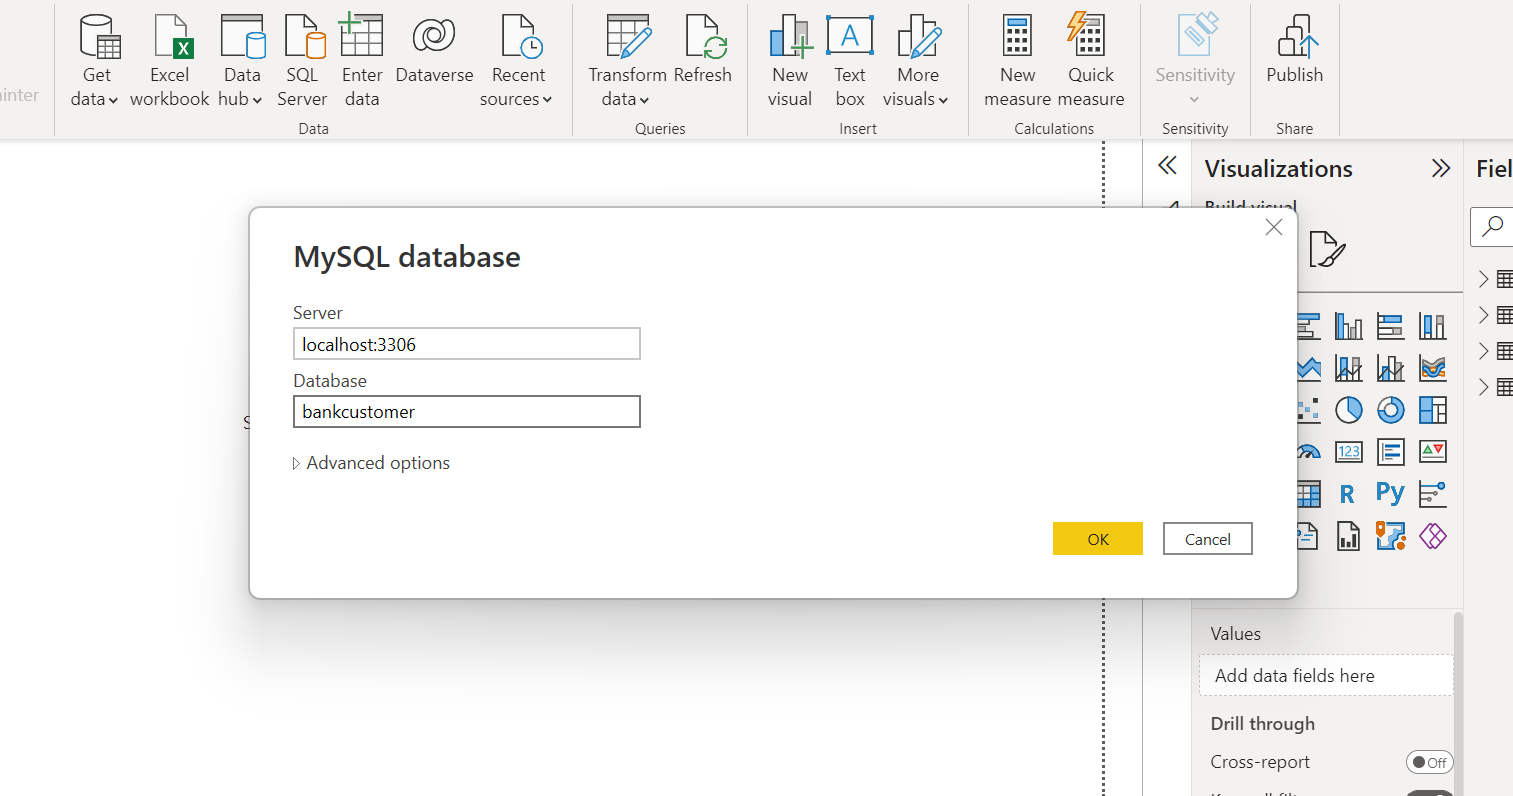 Get data
Excel workbook
Data hub
SQL Server
Enter data
Dataverse
Recent sources
Transform data
Refresh
New visual
Text box
More visuals
New measure
Quick measure
Sensitivity
Publish
Data
Queries
Insert
Calculations
Sensitivity
Share
Visualizations
Build visual
MySQL database
Server
localhost:3306
Database
bankcustomer
Advanced options
OK
Cancel
123
R
Py
Values
Add data fields here
Drill through
Cross-report
Off